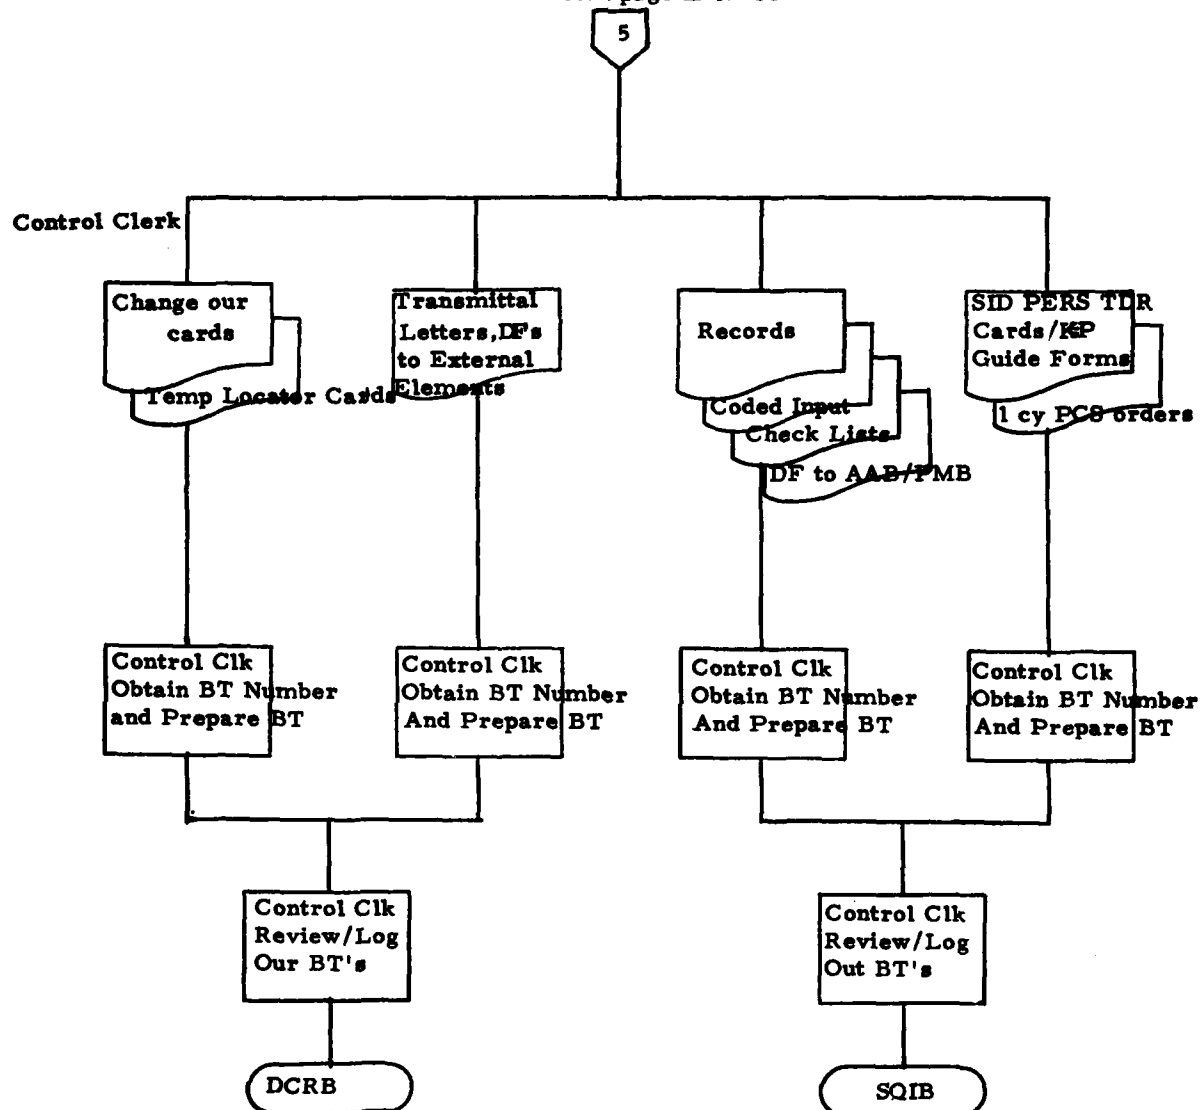 5
Control Clerk
Change our
cards
Temp Locator Cards
Transmittal
Letters, DF's
to External
Elements
Records
Coded Input
Check Lists
DF to AAB/PMB
SID PERS TDR
Cards/KP
Guide Forms
1 cy PCS orders
Control Clk
Obtain BT Number
and Prepare BT
Control Clk
Obtain BT Number
And Prepare BT
Control Clk
Obtain BT Number
And Prepare BT
Control Clk
Obtain BT Number
And Prepare BT
Control Clk
Review/Log
Our BT's
Control Clk
Review/Log
Out BT's
DCRB
SQIB